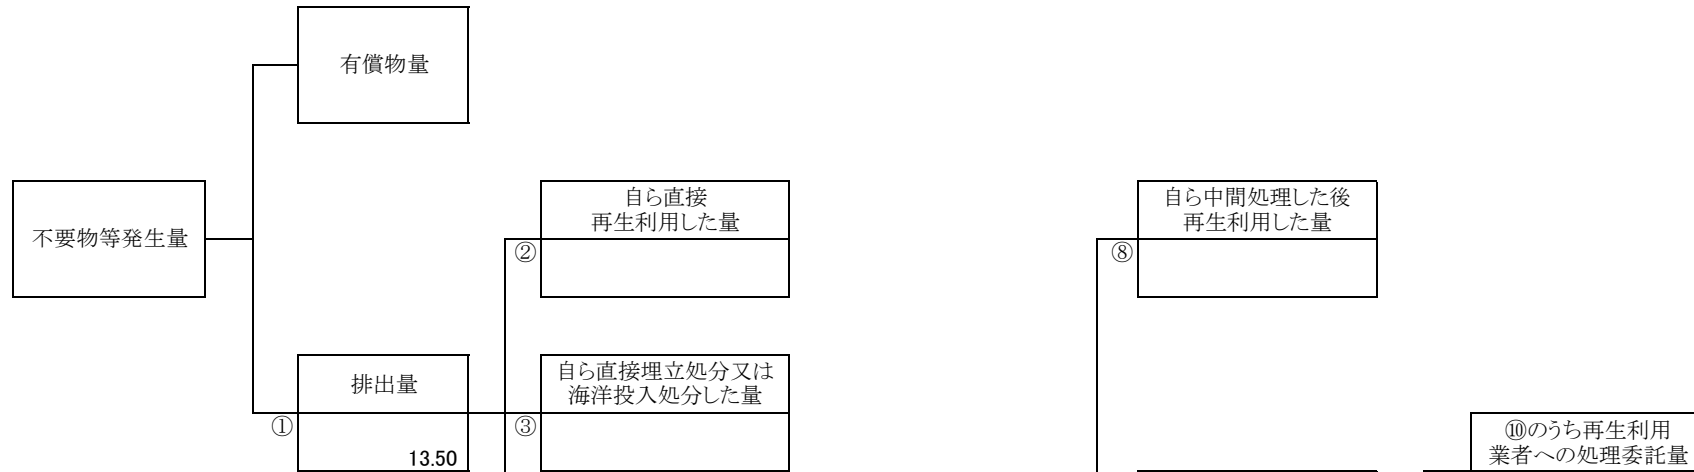 有償物量
不要物等発生量
自ら直接
再生利用した量
②
自ら中間処理した後
再生利用した量
⑧
排出量
①
13.50
自ら直接埋立処分又は
海洋投入処分した量
③
⑩のうち再生利用
業者への処理委託量